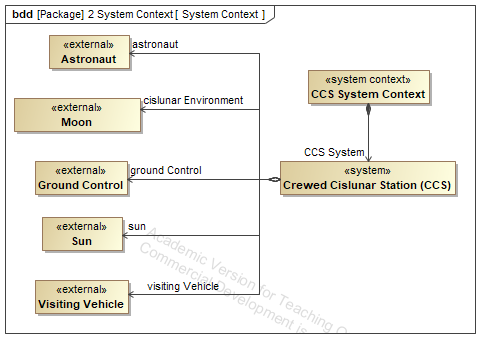 bdd [Package] 2 System Context [ System Context ]
«external»
Astronaut
astronaut
«system context»
CCS System Context
«external»
Moon
cislunar Environment
CCS System
«external»
Ground Control
ground Control
«system»
Crewed Cislunar Station (CCS)
«external»
Sun
sun
«external»
Visiting Vehicle
visiting Vehicle
Academic Version for Teaching
Commercial Development is